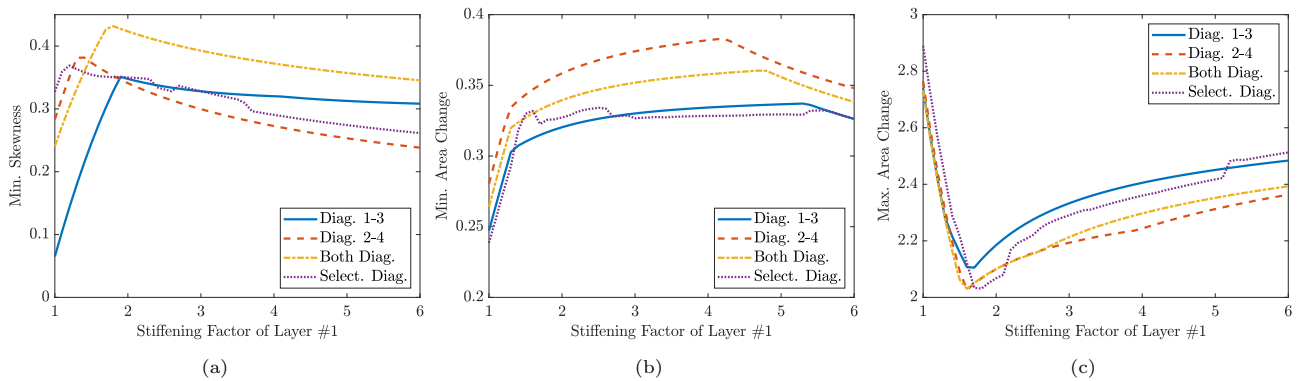 0.4
0.3
0.2
0.1
0
Min. Skewness
1 2 3 4 5 6
Stiffening Factor of Layer #1
Diag. 1-3
Diag. 2-4
Both Diag.
Select. Diag.
(a)
0.4
0.35
0.3
0.25
0.2
Min. Area Change
1 2 3 4 5 6
Stiffening Factor of Layer #1
Diag. 1-3
Diag. 2-4
Both Diag.
Select. Diag.
(b)
3
2.8
2.6
2.4
2.2
2
Max. Area Change
1 2 3 4 5 6
Stiffening Factor of Layer #1
Diag. 1-3
Diag. 2-4
Both Diag.
Select. Diag.
(c)